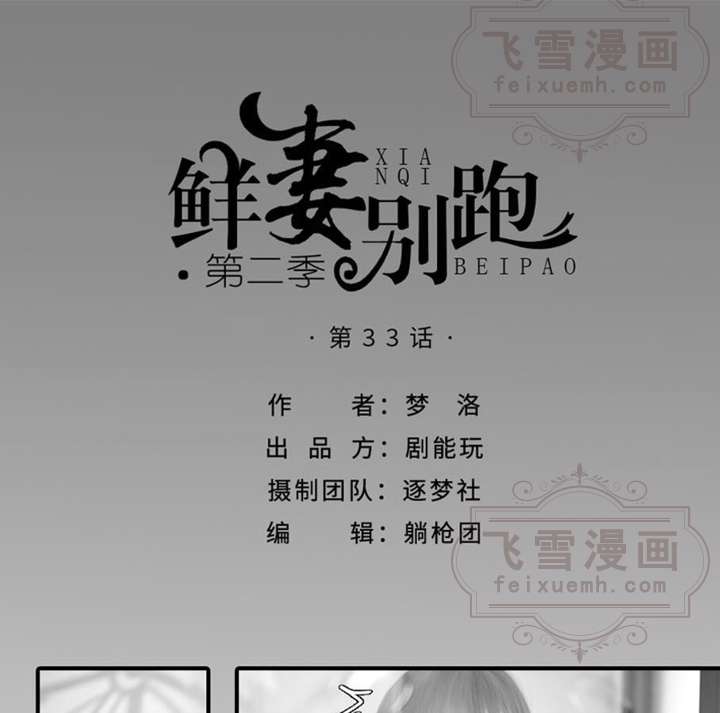 飞雪漫画
feixuemh.com
鲜妻别跑
XIANQI
BEIPAO
·第二季
·第33话·
作 者：梦 洛
出 品 方：剧能玩
摄制团队：逐梦社
编 辑：躺枪团
飞雪漫画
feixuemh.com